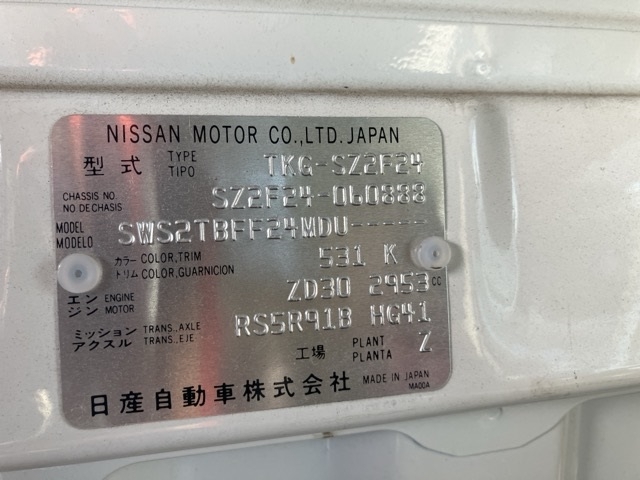 NISSAN MOTOR CO.,LTD. JAPAN
型式 TYPE TIPO TKG-SZ2F24
CHASSIS NO. NO DE CHASIS SZ2F24-060888
MODEL MODELO SWS2TBFF24MDU-----
カラー COLOR,TRIM トリム COLOR,GUARNICION 531 K
エンジン ENGINE MOTOR ZD30 2953 cc
ミッション TRANS.,AXLE アクスル TRANS.,EJE RS5R91B HG41
工場 PLANT PLANTA Z
日産自動車株式会社 MADE IN JAPAN
MA00A